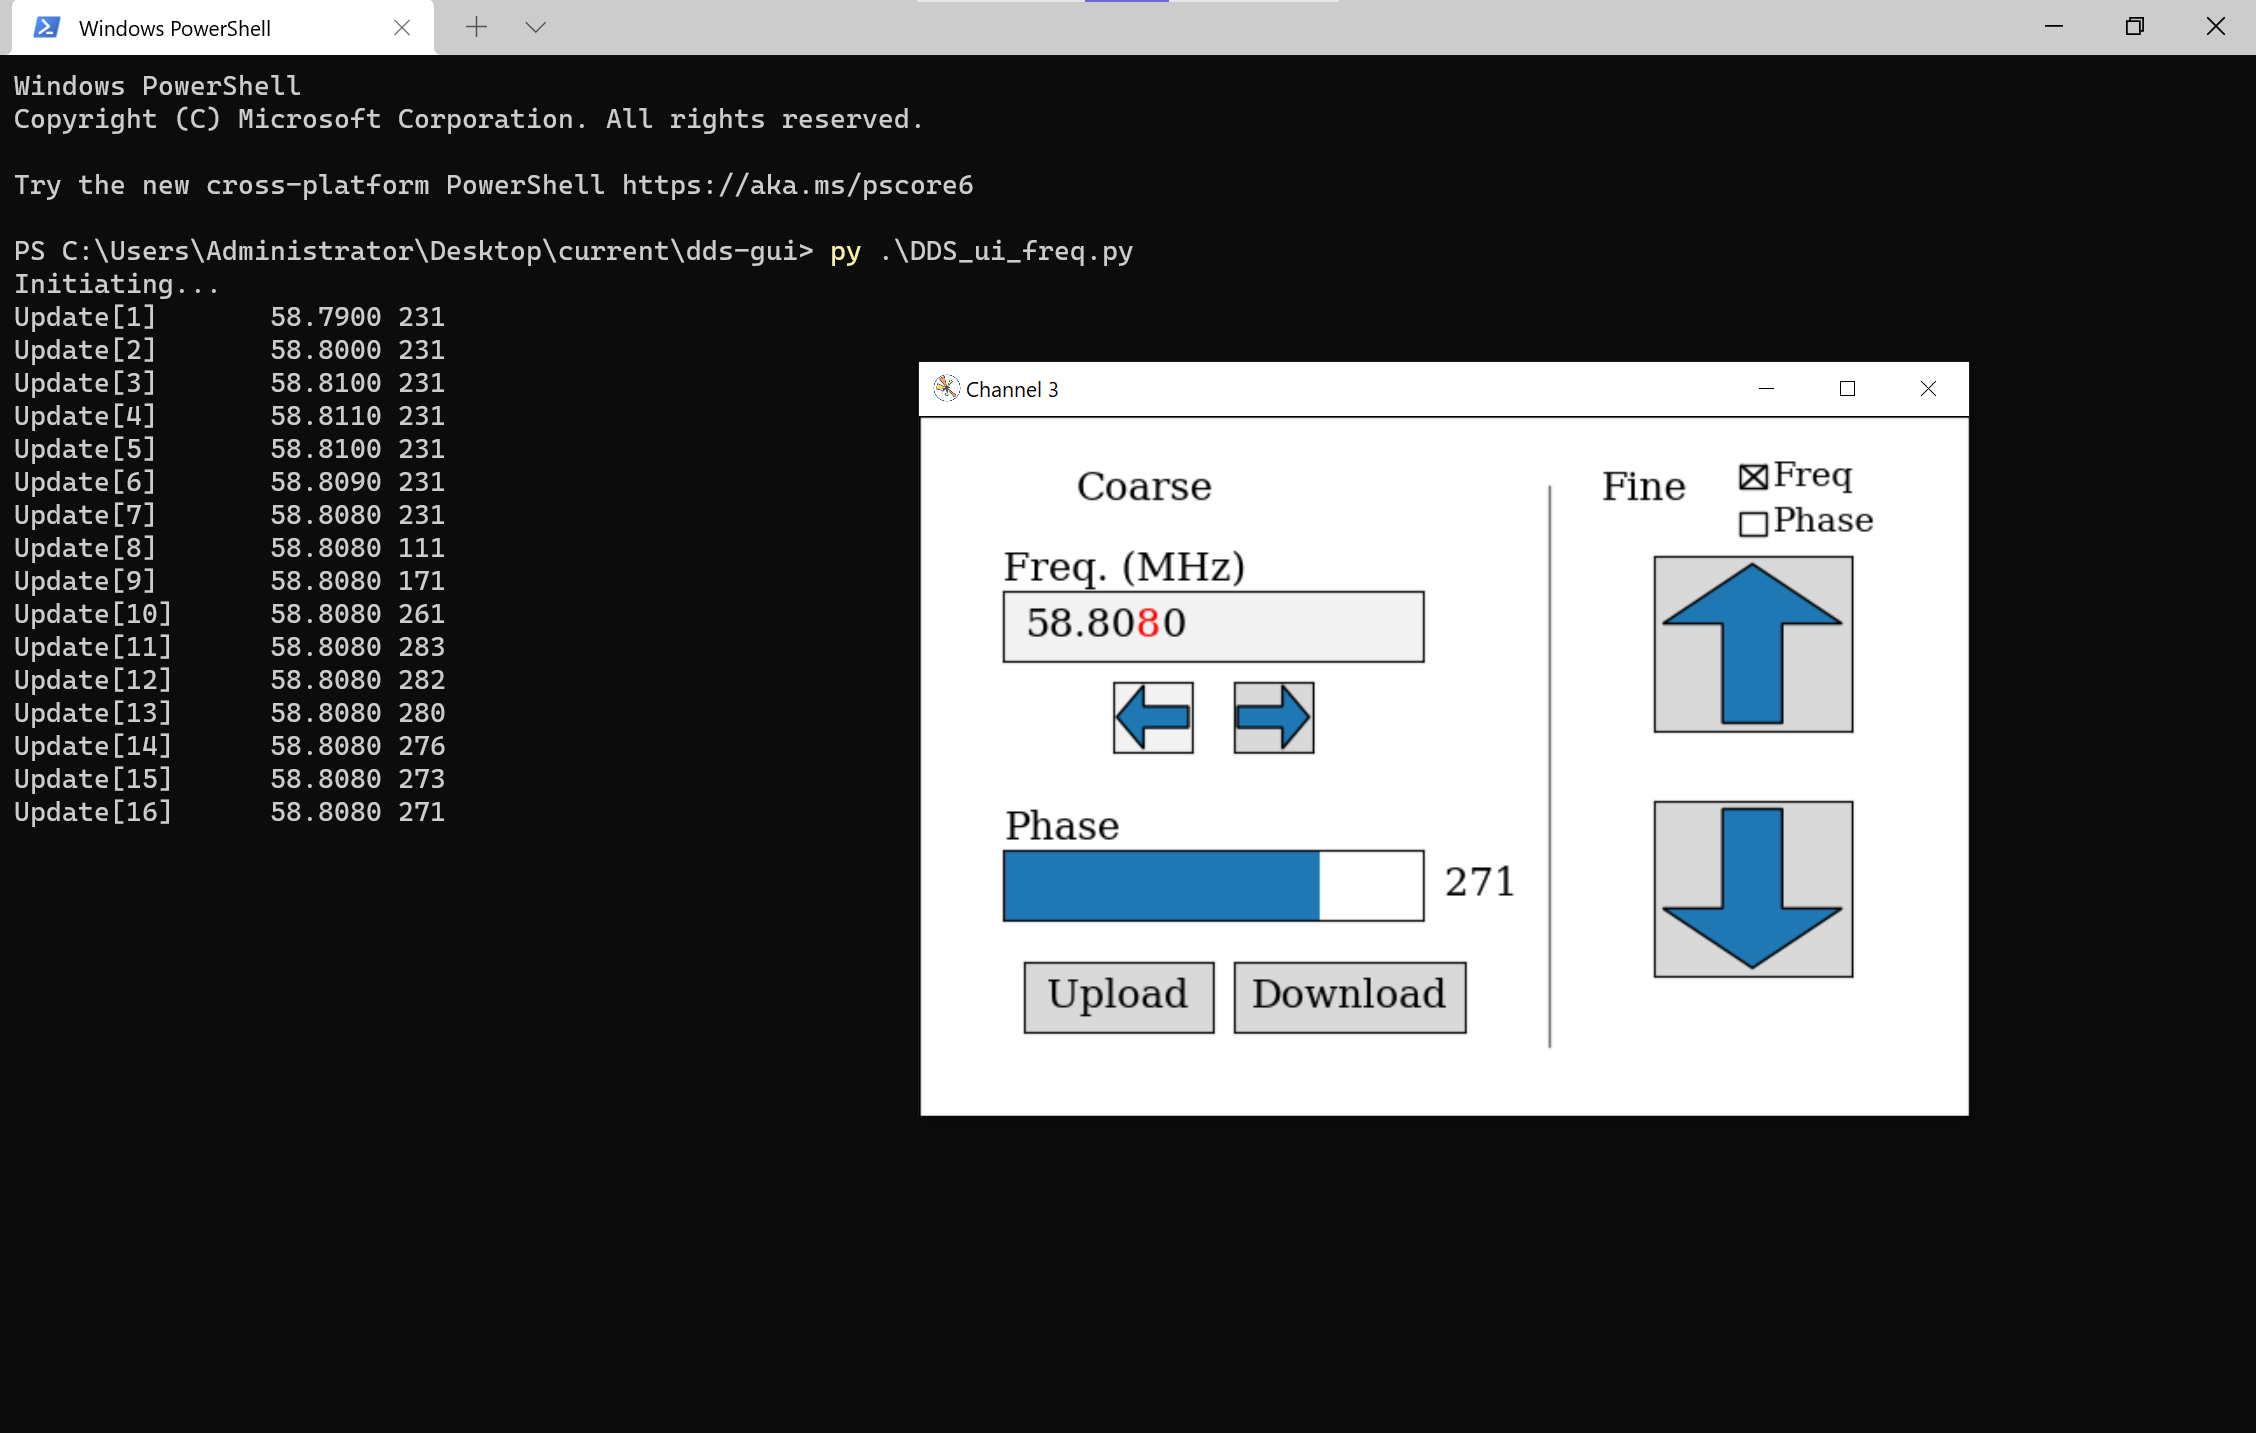 Windows PowerShell
Windows PowerShell
Copyright (C) Microsoft Corporation. All rights reserved.
Try the new cross-platform PowerShell https://aka.ms/pscore6
PS C:\Users\Administrator\Desktop\current\dds-gui> py .\DDS_ui_freq.py
Initiating...
Update[1] 58.7900 231
Update[2] 58.8000 231
Update[3] 58.8100 231
Update[4] 58.8110 231
Update[5] 58.8100 231
Update[6] 58.8090 231
Update[7] 58.8080 231
Update[8] 58.8080 111
Update[9] 58.8080 171
Update[10] 58.8080 261
Update[11] 58.8080 283
Update[12] 58.8080 282
Update[13] 58.8080 280
Update[14] 58.8080 276
Update[15] 58.8080 273
Update[16] 58.8080 271
Channel 3
Coarse
Freq. (MHz)
58.8080
Phase
271
Upload Download
Fine
Freq
Phase